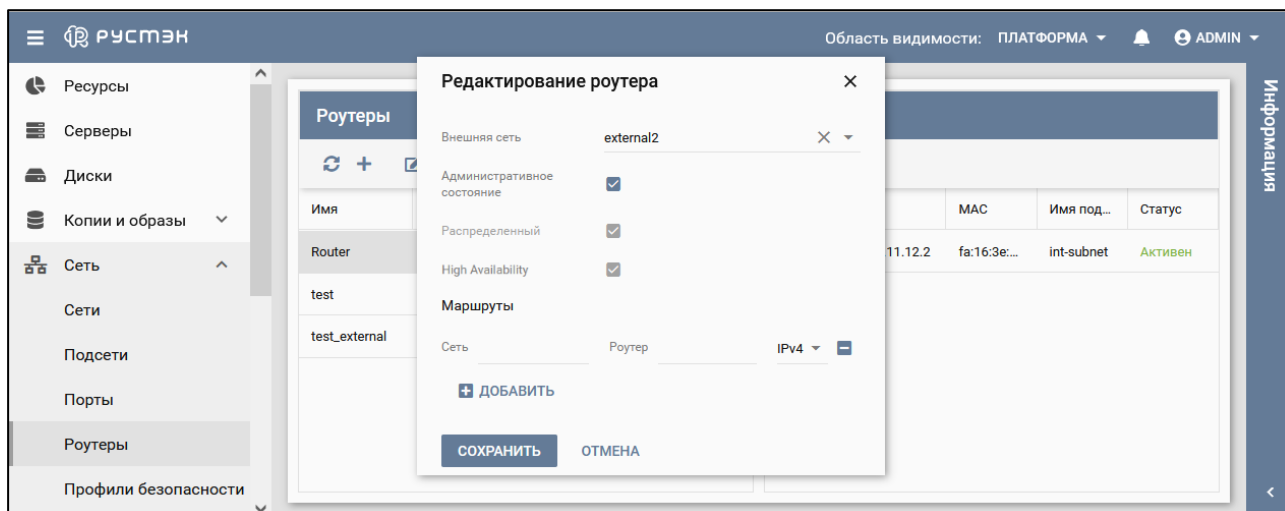 РУСТЭК
Область видимости: ПЛАТФОРМА
ADMIN
Ресурсы
Серверы
Диски
Копии и образы
Сеть
Сети
Подсети
Порты
Роутеры
Профили безопасности
Роутеры
Имя
Router
test
test_external
Редактирование роутера
Внешняя сеть external2
Административное
состояние
Распределенный
High Availability
Маршруты
Сеть Роутер IPv4
ДОБАВИТЬ
СОХРАНИТЬ ОТМЕНА
MAC Имя под... Статус
11.12.2 fa:16:3e:... int-subnet Активен
Информация